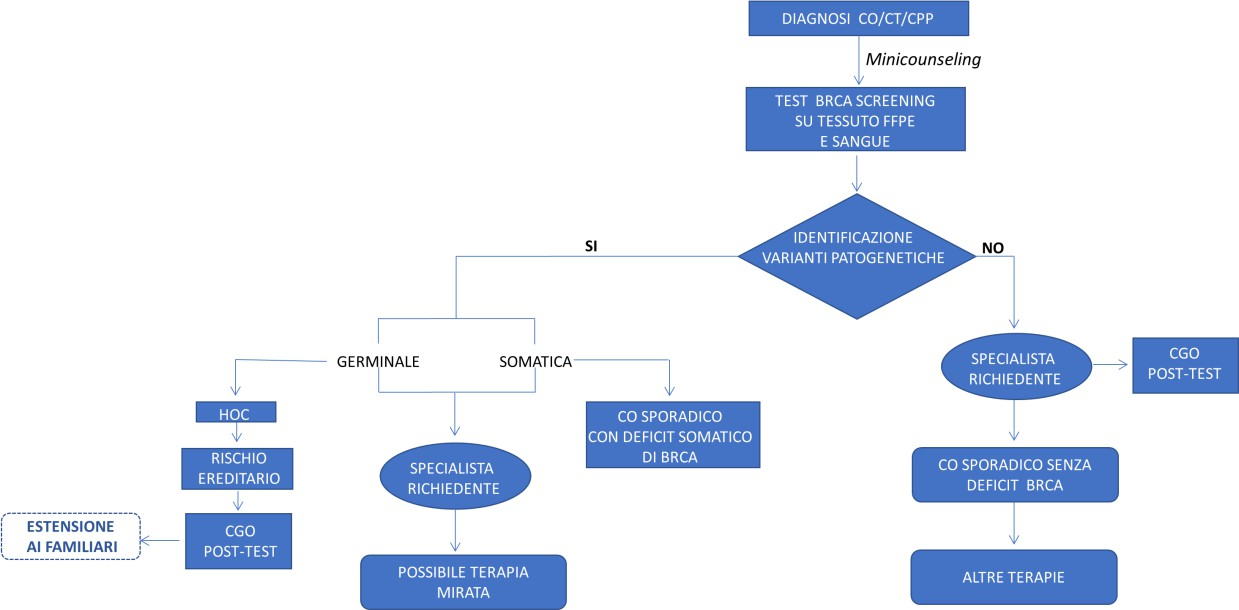 DIAGNOSI CO/CT/CPP
Minicounseling
TEST BRCA SCREENING
SU TESSUTO FFPE
E SANGUE
IDENTIFICAZIONE
VARIANTI PATOGENETICHE
SI
NO
GERMINALE
SOMATICA
SPECIALISTA
RICHIEDENTE
CGO
POST-TEST
HOC
CO SPORADICO
CON DEFICIT SOMATICO
DI BRCA
RISCHIO
EREDITARIO
SPECIALISTA
RICHIEDENTE
CO SPORADICO SENZA
DEFICIT BRCA
ESTENSIONE
AI FAMILIARI
CGO
POST-TEST
POSSIBILE TERAPIA
MIRATA
ALTRE TERAPIE